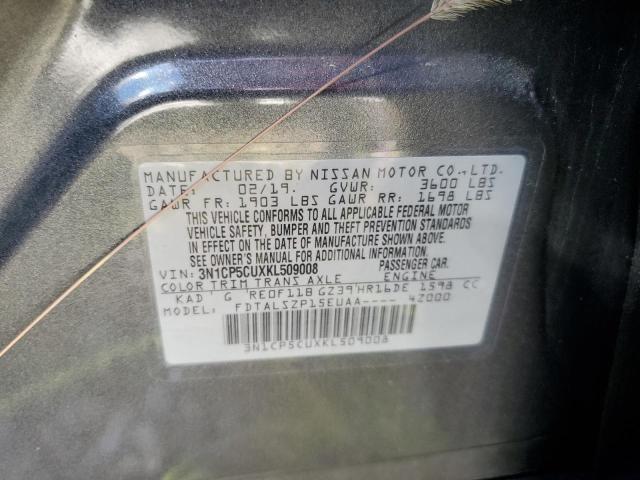 MANUFACTURED BY NISSAN MOTOR CO.,LTD.
DATE: 02/19. GVWR: 3600 LBS
GAWR FR: 1903 LBS GAWR RR: 1698 LBS
THIS VEHICLE CONFORMS TO ALL APPLICABLE FEDERAL MOTOR
VEHICLE SAFETY, BUMPER AND THEFT PREVENTION STANDARDS
IN EFFECT ON THE DATE OF MANUFACTURE SHOWN ABOVE.
SEE OWNER'S MANUAL FOR ADDITIONAL INFORMATION.
VIN: 3N1CP5CUXKL509008 PASSENGER CAR
COLOR TRIM TRANS AXLE ENGINE
KAD G RE0F11B GZ39 HR16DE 1598 CC
FDTALSZP15EUAA---- 4Z000
3N1CP5CUXKL509008